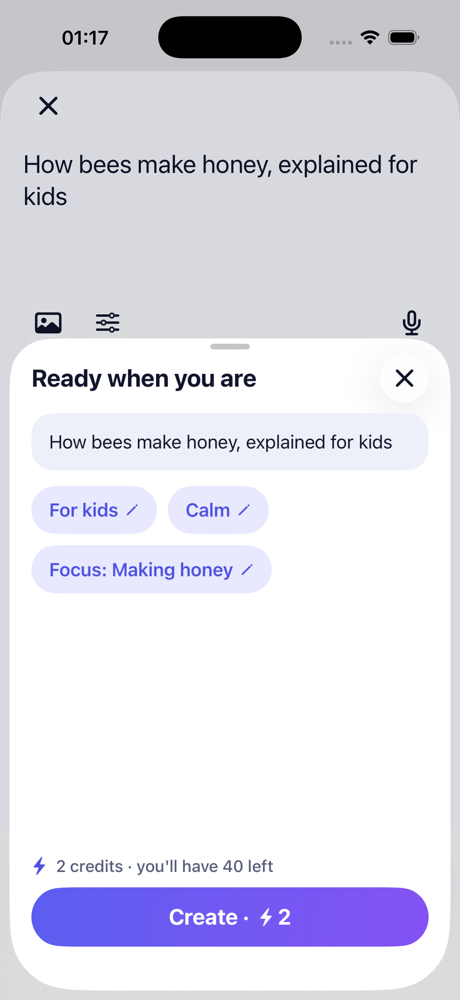 01:17
How bees make honey, explained for
kids
Ready when you are
How bees make honey, explained for kids
For kids
Calm
Focus: Making honey
2 credits · you'll have 40 left
Create · 2